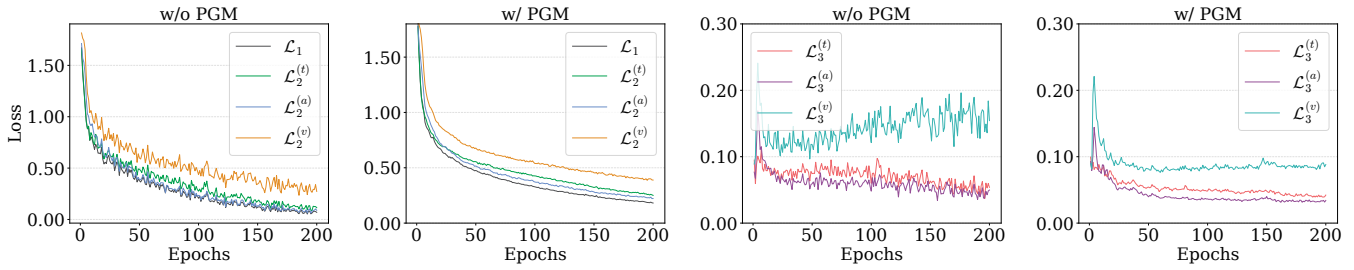 w/o PGM
Loss
1.50
1.00
0.50
0.00
0 50 100 150 200
Epochs
ℒ₁
ℒ₂⁽ᵗ⁾
ℒ₂⁽ᵃ⁾
ℒ₂⁽ᵛ⁾
w/ PGM
1.50
1.00
0.50
0.00
0 50 100 150 200
Epochs
ℒ₁
ℒ₂⁽ᵗ⁾
ℒ₂⁽ᵃ⁾
ℒ₂⁽ᵛ⁾
w/o PGM
0.30
0.20
0.10
0.00
0 50 100 150 200
Epochs
ℒ₃⁽ᵗ⁾
ℒ₃⁽ᵃ⁾
ℒ₃⁽ᵛ⁾
w/ PGM
0.30
0.20
0.10
0.00
0 50 100 150 200
Epochs
ℒ₃⁽ᵗ⁾
ℒ₃⁽ᵃ⁾
ℒ₃⁽ᵛ⁾